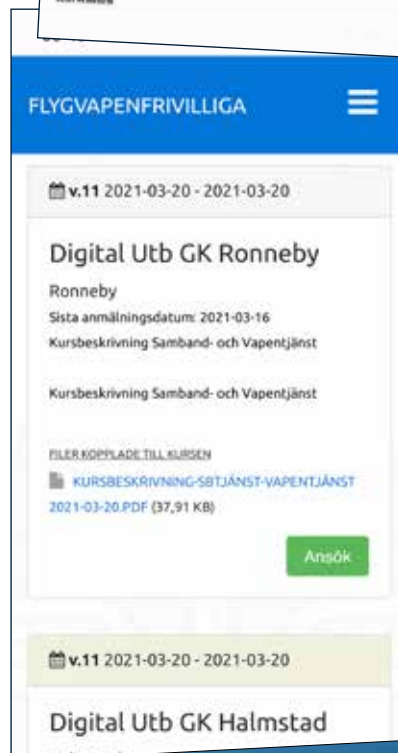 FLYGVAPENFRIVILLIGA
v.11 2021-03-20 - 2021-03-20
Digital Utb GK Ronneby
Ronneby
Sista anmälningsdatum: 2021-03-16
Kursbeskrivning Samband- och Vapentjänst
Kursbeskrivning Samband- och Vapentjänst
FILER KOPPLADE TILL KURSEN
KURSBESKRIVNING-SBTJÄNST-VAPENTJÄNST
2021-03-20.PDF (37,91 KB)
Ansök
v.11 2021-03-20 - 2021-03-20
Digital Utb GK Halmstad